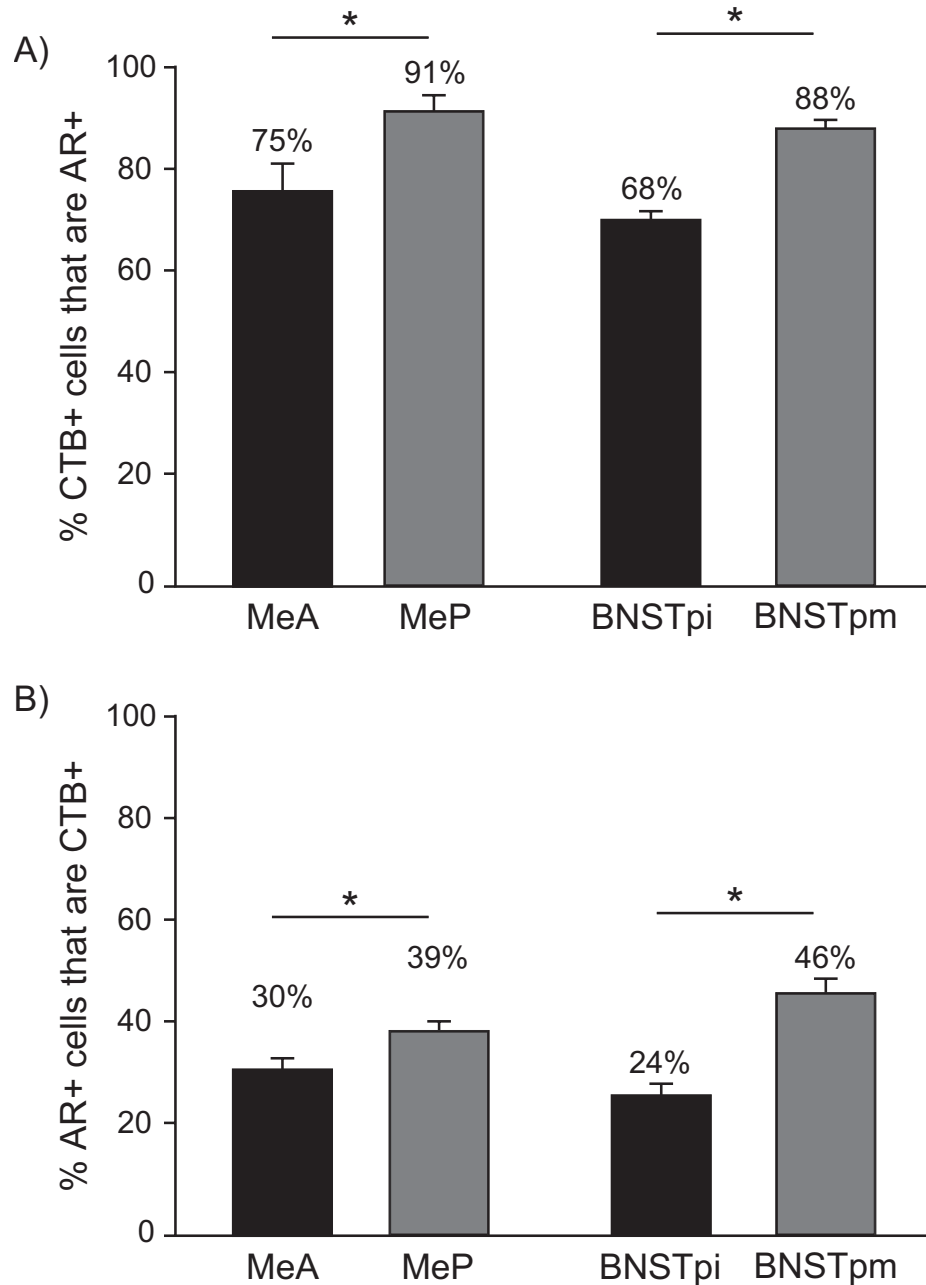 A)
% CTB+ cells that are AR+
100
80
60
40
20
0
*
*
75%
91%
68%
88%
MeA
MeP
BNSTpi
BNSTpm
B)
% AR+ cells that are CTB+
100
80
60
40
20
0
*
*
30%
39%
24%
46%
MeA
MeP
BNSTpi
BNSTpm